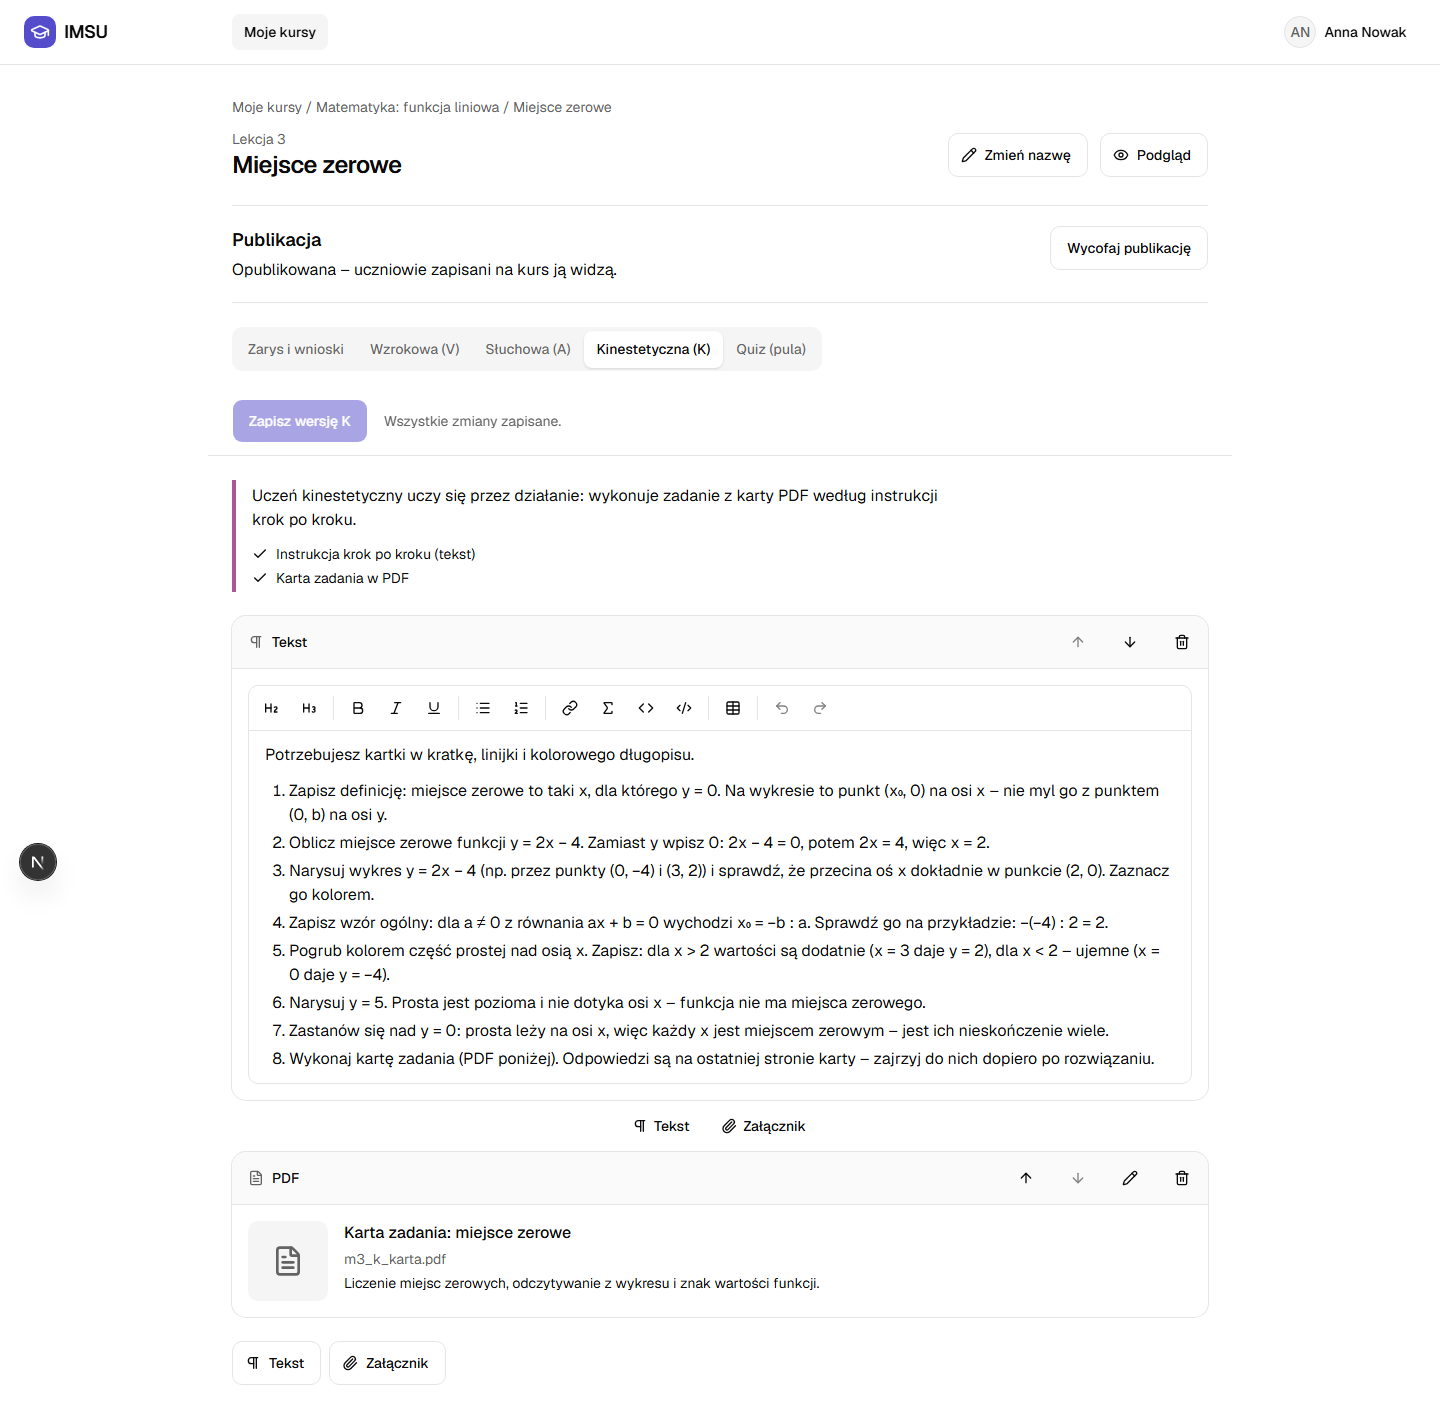 IMSU
Moje kursy
AN
Anna Nowak
Moje kursy / Matematyka: funkcja liniowa / Miejsce zerowe
Lekcja 3
Miejsce zerowe
Zmień nazwę
Podgląd
Publikacja
Opublikowana – uczniowie zapisani na kurs ją widzą.
Wycofaj publikację
Zarys i wnioski
Wzrokowa (V)
Słuchowa (A)
Kinestetyczna (K)
Quiz (pula)
Zapisz wersję K
Wszystkie zmiany zapisane.
Uczeń kinestetyczny uczy się przez działanie: wykonuje zadanie z karty PDF według instrukcji
krok po kroku.
Instrukcja krok po kroku (tekst)
Karta zadania w PDF
Tekst
H2 H3 B I U
Potrzebujesz kartki w kratkę, linijki i kolorowego długopisu.
1. Zapisz definicję: miejsce zerowe to taki x, dla którego y = 0. Na wykresie to punkt (x₀, 0) na osi x – nie myl go z punktem
(0, b) na osi y.
2. Oblicz miejsce zerowe funkcji y = 2x − 4. Zamiast y wpisz 0: 2x − 4 = 0, potem 2x = 4, więc x = 2.
3. Narysuj wykres y = 2x − 4 (np. przez punkty (0, −4) i (3, 2)) i sprawdź, że przecina oś x dokładnie w punkcie (2, 0). Zaznacz
go kolorem.
4. Zapisz wzór ogólny: dla a ≠ 0 z równania ax + b = 0 wychodzi x₀ = −b : a. Sprawdź go na przykładzie: −(−4) : 2 = 2.
5. Pogrub kolorem część prostej nad osią x. Zapisz: dla x > 2 wartości są dodatnie (x = 3 daje y = 2), dla x < 2 – ujemne (x =
0 daje y = −4).
6. Narysuj y = 5. Prosta jest pozioma i nie dotyka osi x – funkcja nie ma miejsca zerowego.
7. Zastanów się nad y = 0: prosta leży na osi x, więc każdy x jest miejscem zerowym – jest ich nieskończenie wiele.
8. Wykonaj kartę zadania (PDF poniżej). Odpowiedzi są na ostatniej stronie karty – zajrzyj do nich dopiero po rozwiązaniu.
Tekst
Załącznik
PDF
Karta zadania: miejsce zerowe
m3_k_karta.pdf
Liczenie miejsc zerowych, odczytywanie z wykresu i znak wartości funkcji.
Tekst
Załącznik